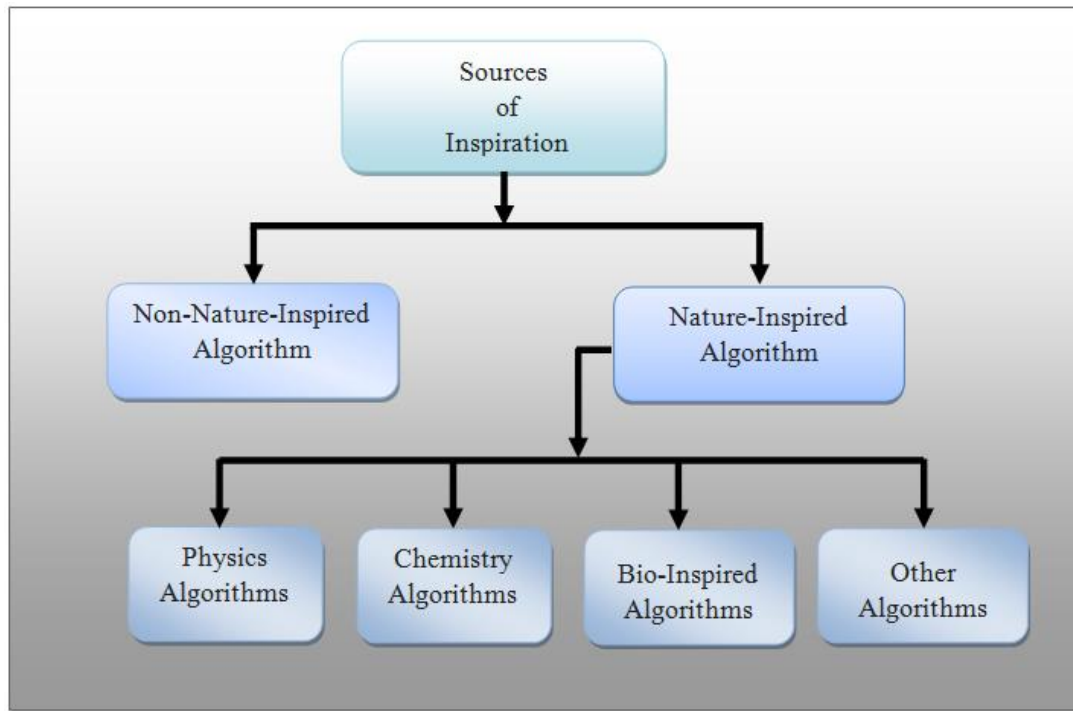 Sources
of
Inspiration
Non-Nature-Inspired
Algorithm
Nature-Inspired
Algorithm
Physics
Algorithms
Chemistry
Algorithms
Bio-Inspired
Algorithms
Other
Algorithms